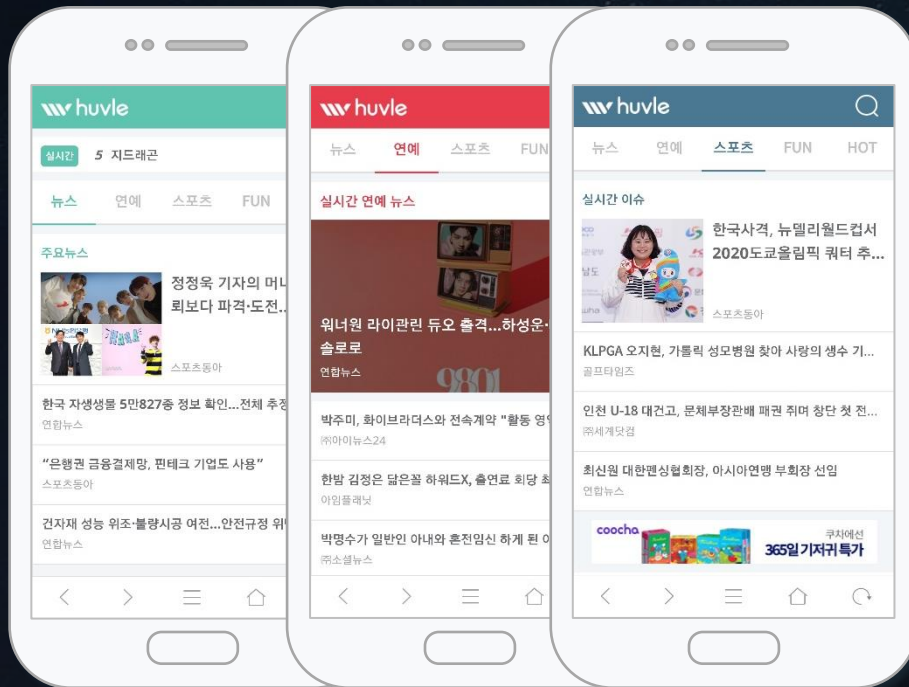 huvle
실시간 5 지드래곤
뉴스 연예 스포츠 FUN
주요뉴스
정정욱 기자의 머니
뢰보다 파격·도전...
스포츠동아
한국 자생생물 5만827종 정보 확인...전체 추정
연합뉴스
“은행권 금융결제망, 핀테크 기업도 사용”
스포츠동아
건자재 성능 위조·불량시공 여전...안전규정 위반
연합뉴스
huvle
뉴스 연예 스포츠 FUN
실시간 연예 뉴스
워너원 라이관린 듀오 출격...하성운·
솔로로
연합뉴스
9801
박주미, 화이브라더스와 전속계약 "활동 영역
㈜아이뉴스24
한밤 김정은 닮은꼴 하워드X, 출연료 회당 최
아임플래닛
박명수가 일반인 아내와 혼전임신 하게 된 이
㈜소셜뉴스
huvle
뉴스 연예 스포츠 FUN HOT
실시간 이슈
한국사격, 뉴델리월드컵서
2020도쿄올림픽 쿼터 추...
스포츠동아
KLPGA 오지현, 가톨릭 성모병원 찾아 사랑의 생수 기...
골프타임즈
인천 U-18 대건고, 문체부장관배 패권 쥐며 창단 첫 전...
㈜세계닷컴
최신원 대한펜싱협회장, 아시아연맹 부회장 선임
연합뉴스
coocha
쿠차에선
365일 기저귀 특가